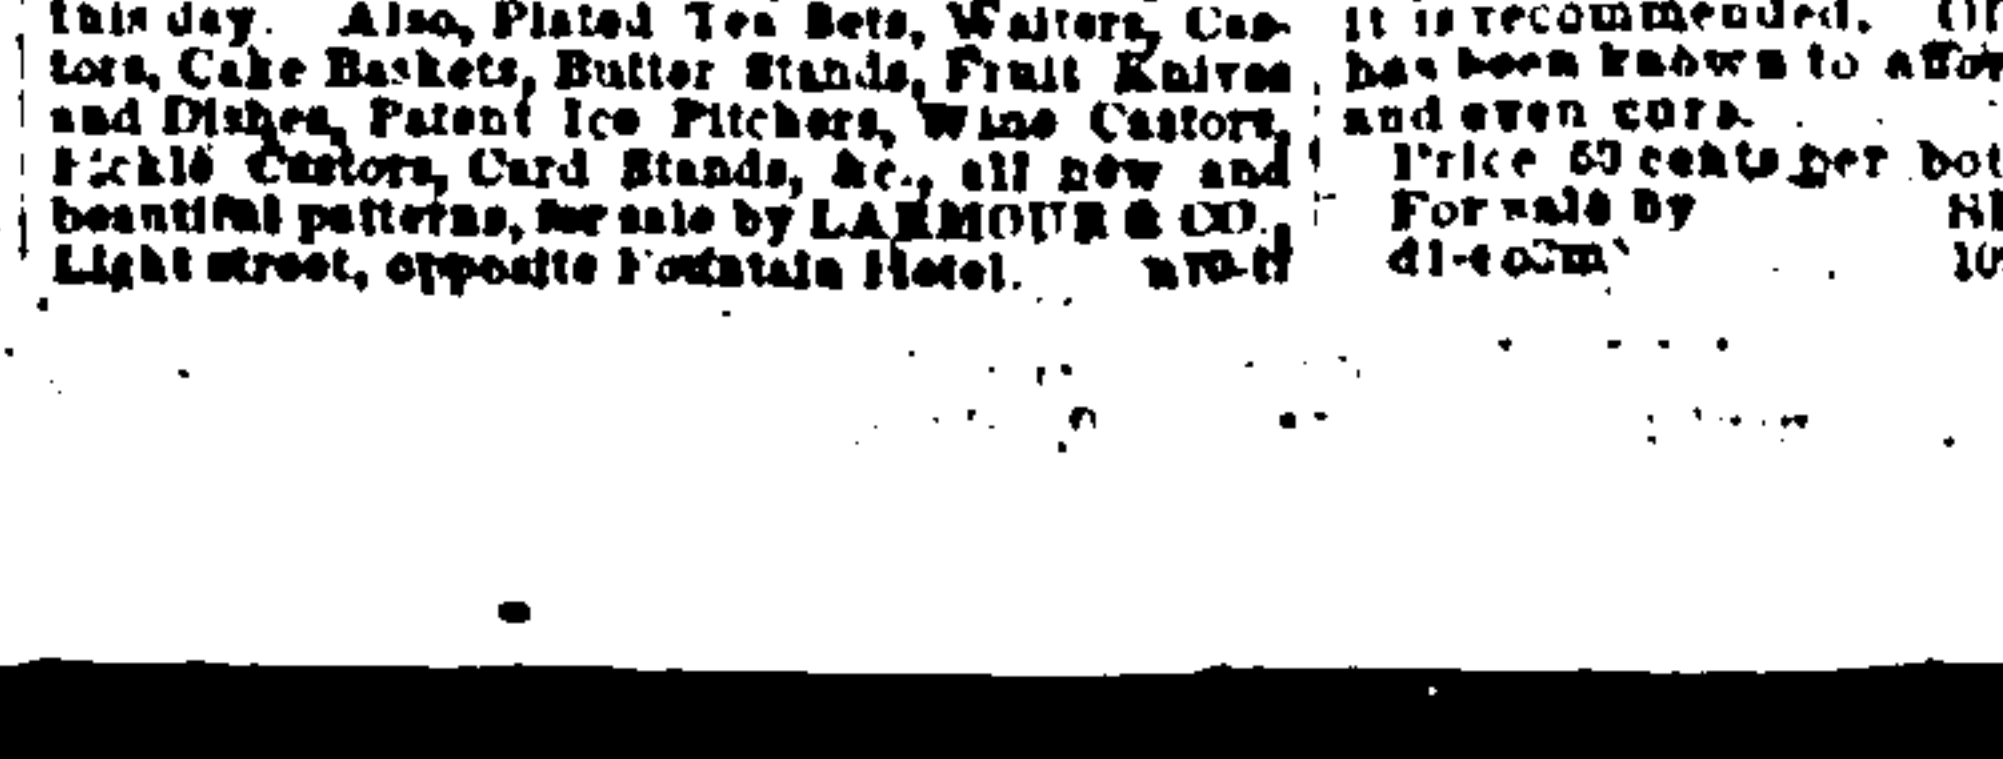 this day. Also, Plated Tea Sets, Waiters, Cas-
tors, Cake Baskets, Butter Stands, Fruit Knives
and Dishes, Patent Ice Pitchers, Wine Castors,
Pickle Castors, Card Stands, &c., all new and
beautiful patterns, for sale by LARMOUR & CO.,
Light street, opposite Fountain Hotel.
it is recommended.
has been known to
and even cure.
Price 50 cents per bot
For sale by